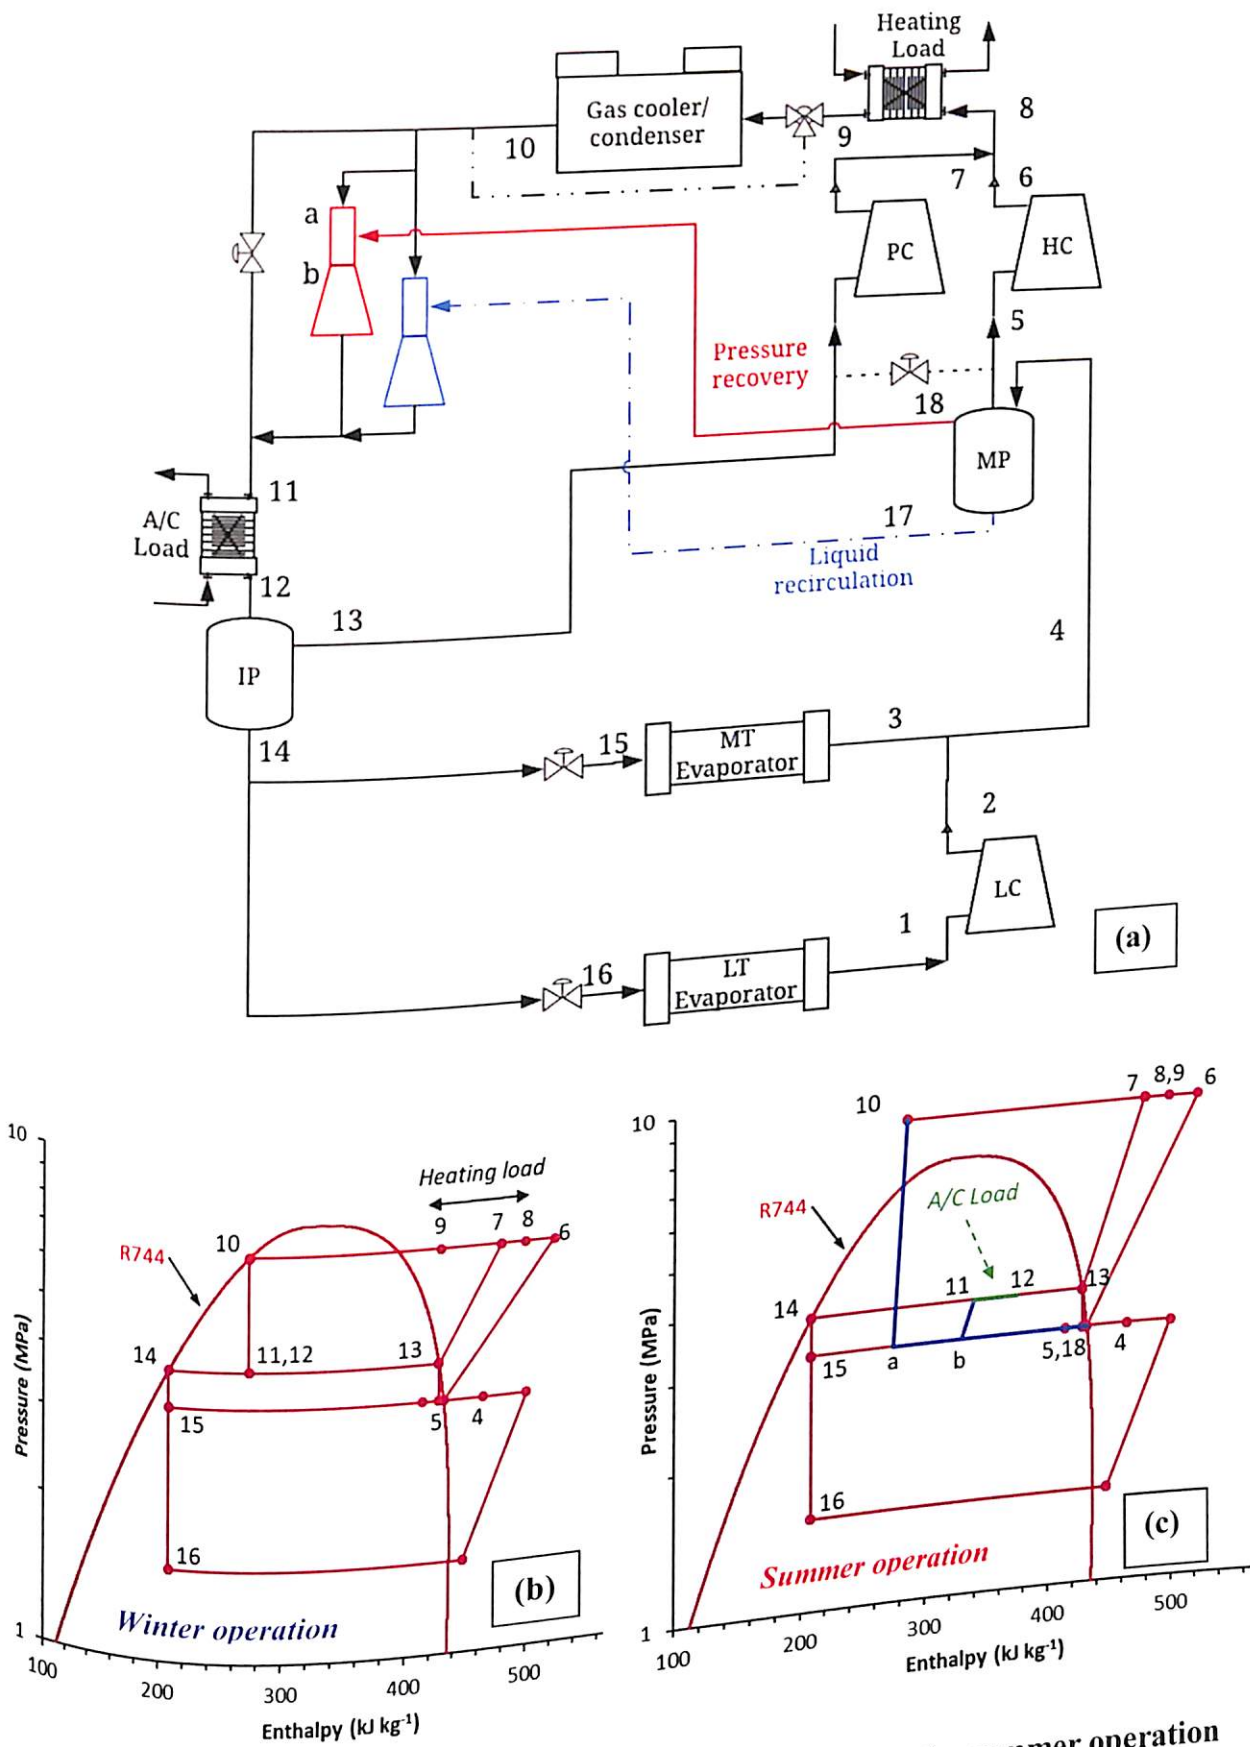 Heating
Load
8
Gas cooler/
condenser
9
10
7
6
a
b
PC
HC
5
Pressure
recovery
18
MP
11
A/C
Load
17
Liquid
recirculation
12
13
IP
4
14
3
15
MT
Evaporator
2
LC
1
(a)
16
LT
Evaporator
10
Heating load
9
7
8
6
10
R744
14
11,12
13
15
5
4
16
(b)
Winter operation
1
100
200
300
400
500
Pressure (MPa)
Enthalpy (kJ kg-1)
10
10
7
8,9
6
R744
A/C Load
11
12
13
14
15
a
b
5,18
4
16
(c)
Summer operation
1
100
200
300
400
500
Pressure (MPa)
Enthalpy (kJ kg-1)
operation